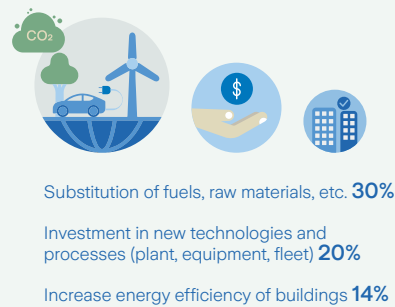 CO₂
$
Substitution of fuels, raw materials, etc. 30%
Investment in new technologies and
processes (plant, equipment, fleet) 20%
Increase energy efficiency of buildings 14%